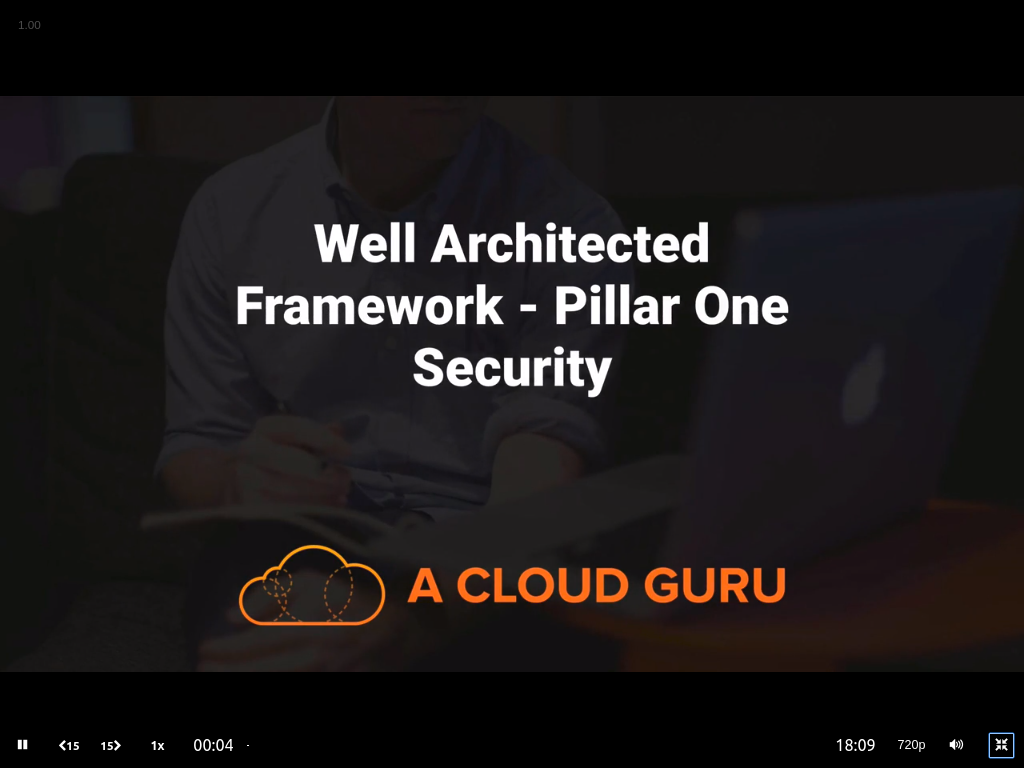 1.00
Well Architected
Framework - Pillar One
Security
A CLOUD GURU
15 15 1x 00:04 18:09 720p